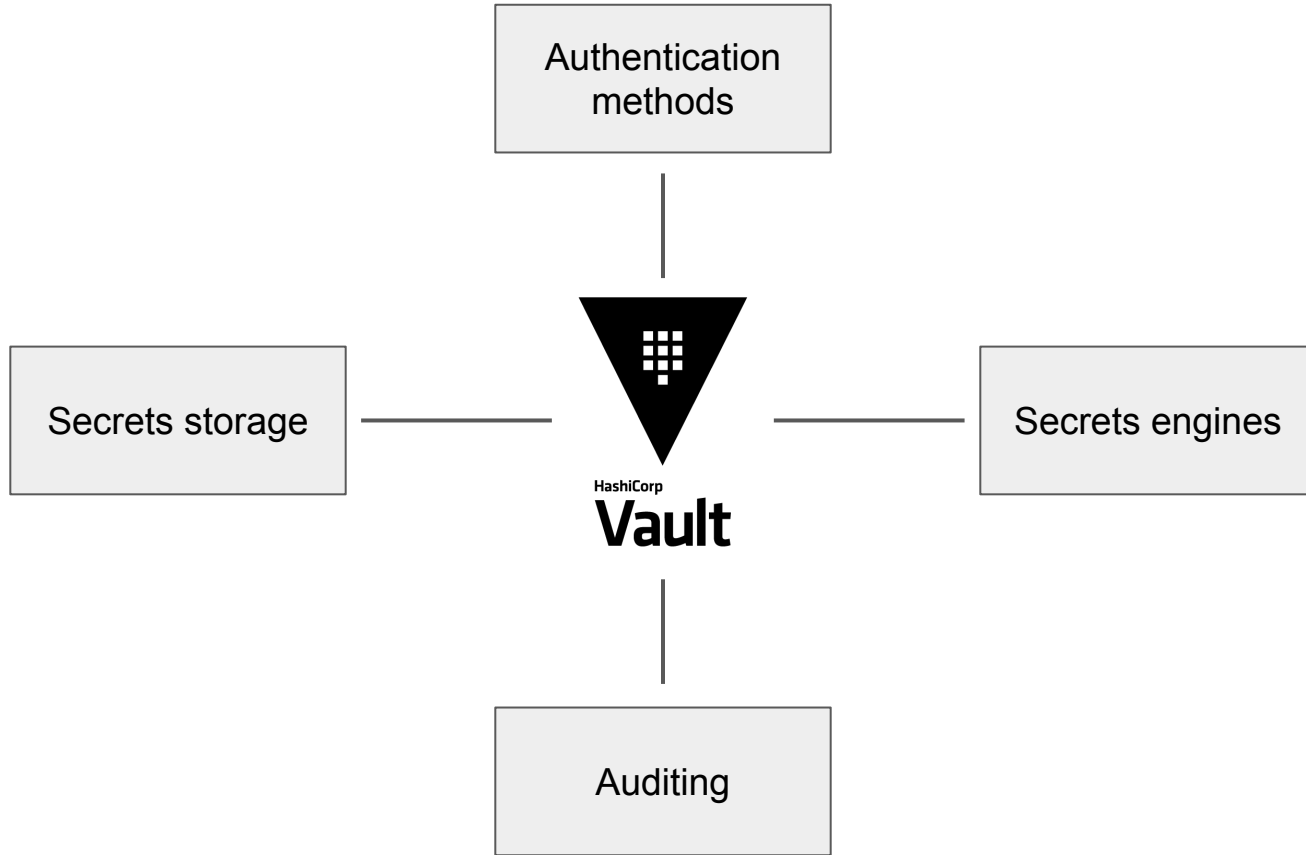 Authentication
methods
Secrets storage
Secrets engines
HashiCorp
Vault
Auditing